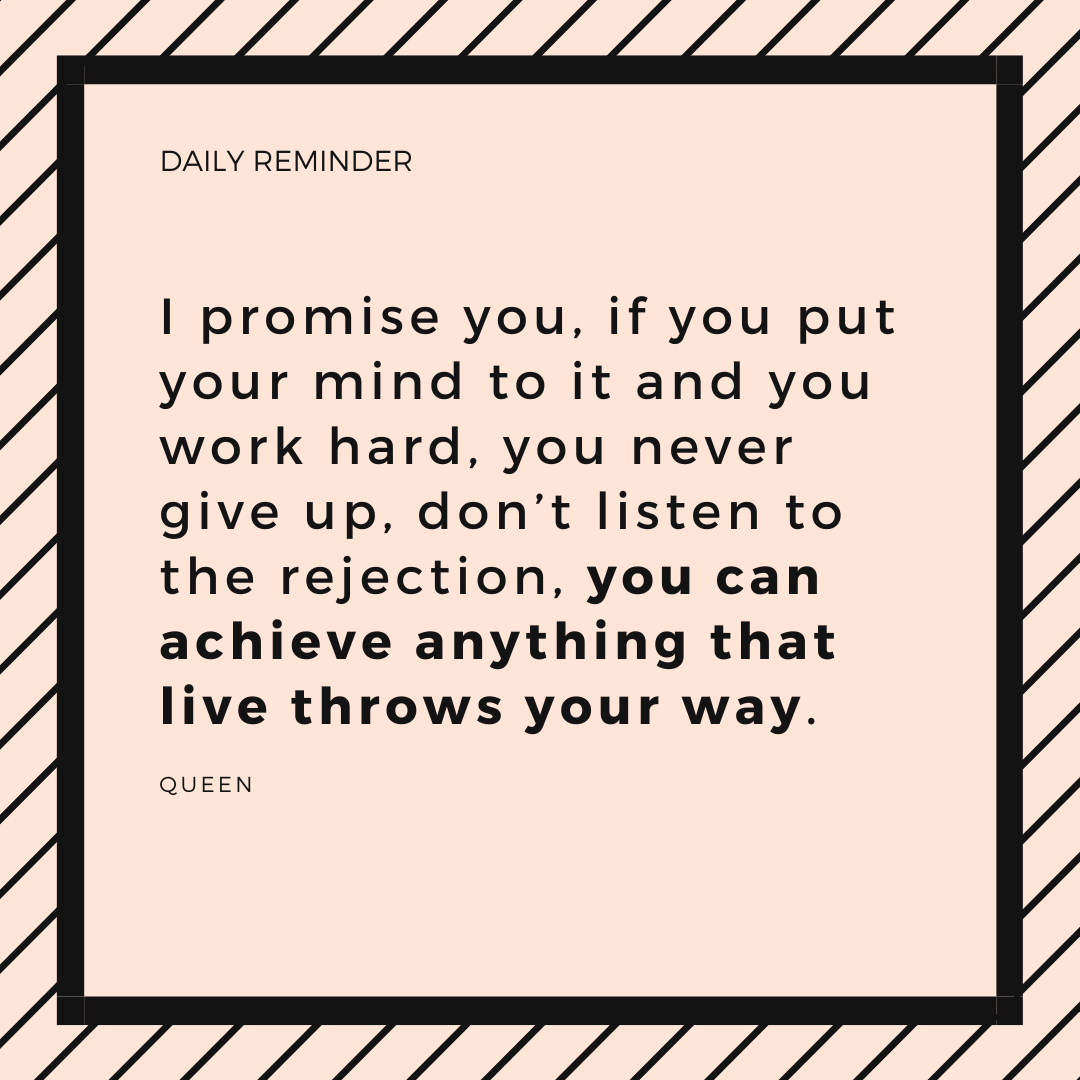 DAILY REMINDER
I promise you, if you put
your mind to it and you
work hard, you never
give up, don’t listen to
the rejection, you can
achieve anything that
live throws your way.
QUEEN